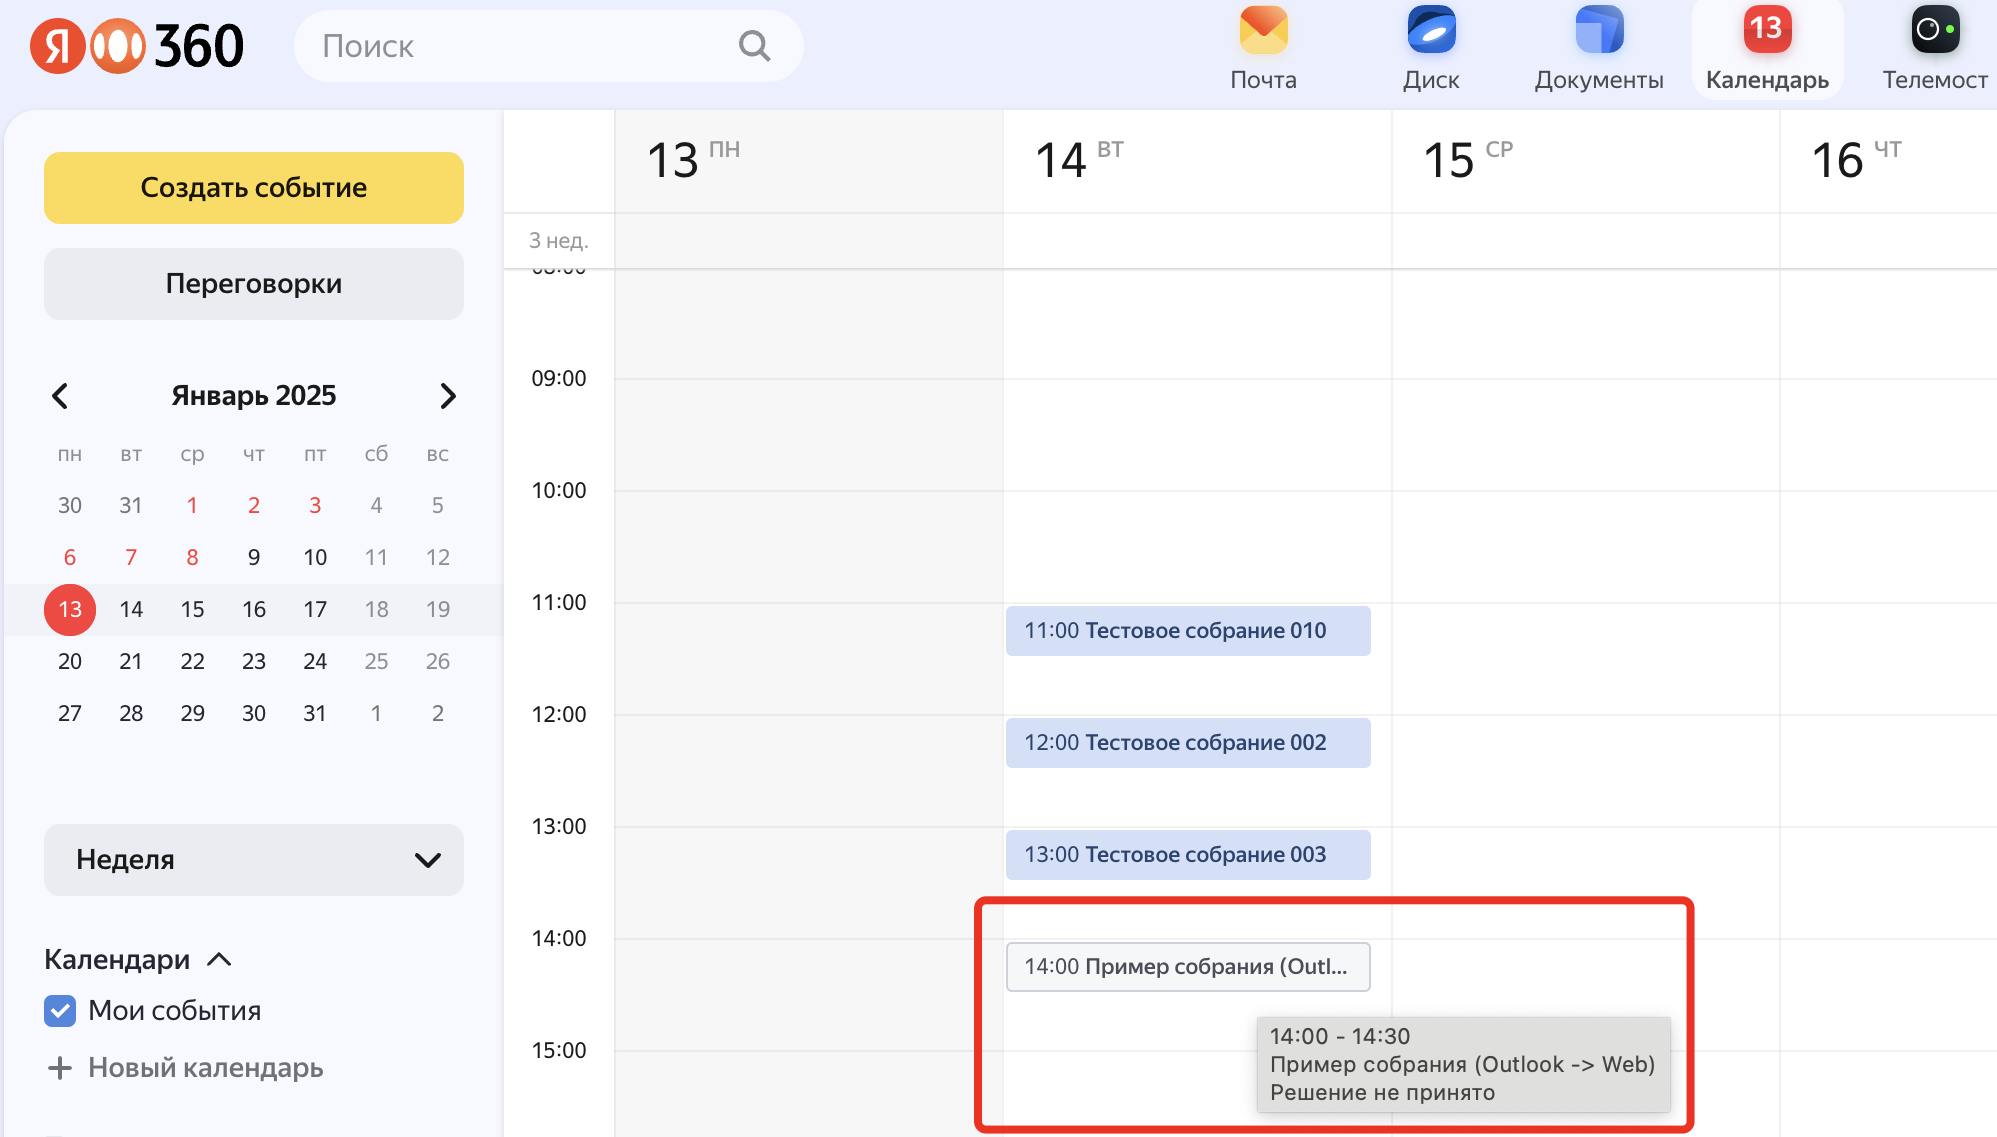 Я 360
Поиск
Почта
Диск
Документы
13
Календарь
Телемост
Создать событие
Переговорки
Январь 2025
пн вт ср чт пт сб вс
30 31 1 2 3 4 5
6 7 8 9 10 11 12
13 14 15 16 17 18 19
20 21 22 23 24 25 26
27 28 29 30 31 1 2
Неделя
Календари
Мои события
Новый календарь
13 ПН
14 ВТ
15 СР
16 ЧТ
3 нед.
09:00
10:00
11:00
11:00 Тестовое собрание 010
12:00
12:00 Тестовое собрание 002
13:00
13:00 Тестовое собрание 003
14:00
14:00 Пример собрания (Outl...
15:00
14:00 - 14:30
Пример собрания (Outlook -> Web)
Решение не принято